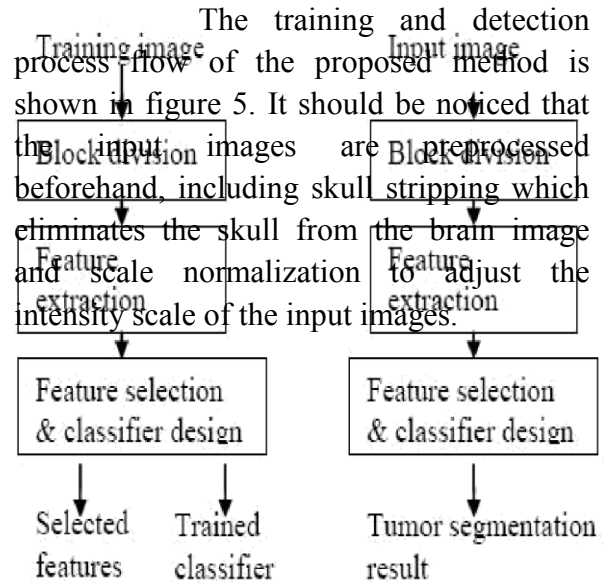 The training and detection
process flow of the proposed method is
shown in figure 5. It should be noticed that
the input images are preprocessed
beforehand, including skull stripping which
eliminates the skull from the brain image
and scale normalization to adjust the
intensity scale of the input images.
Training image
Block division
Feature
extraction
Feature selection
& classifier design
Selected
features
Trained
classifier
Input image
Block division
Feature
extraction
Feature selection
& classifier design
Tumor segmentation
result